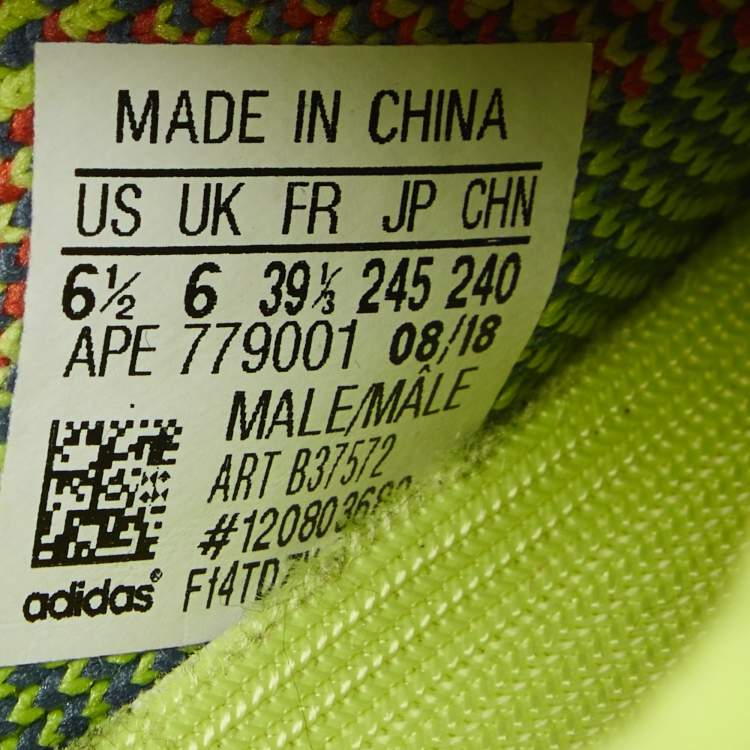 MADE IN CHINA
US UK FR JP CHN
6½ 6 39⅓ 245 240
APE 779001 08/18
MALE/MÂLE
ART B37572
adidas®